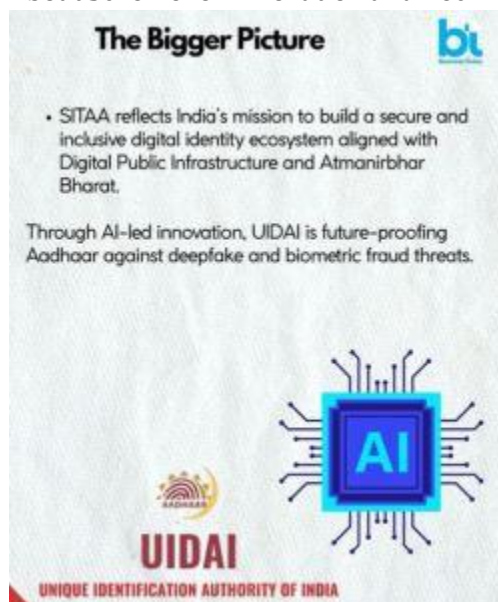 The Bigger Picture
bt
• SITAA reflects India's mission to build a secure and
inclusive digital identity ecosystem aligned with
Digital Public Infrastructure and Atmanirbhar
Bharat.
Through AI-led innovation, UIDAI is future-proofing
Aadhaar against deepfake and biometric fraud threats.
AI
AADHAAR
UIDAI
UNIQUE IDENTIFICATION AUTHORITY OF INDIA